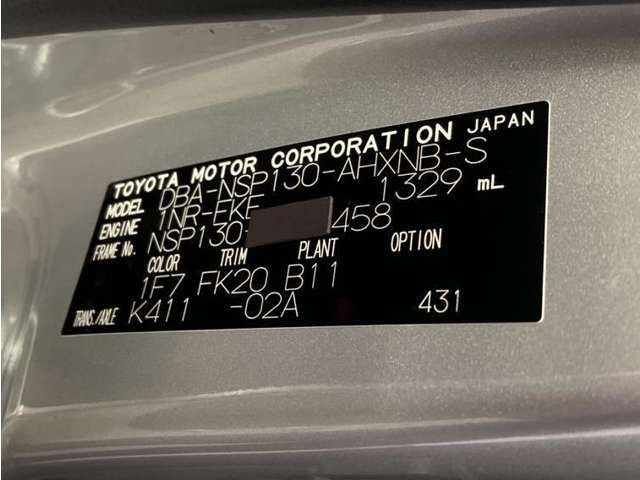 TOYOTA MOTOR CORPORATION JAPAN
MODEL DBA-NSP130-AHXNB-S
ENGINE 1NR-FKE 1329 mL
FRAME No. NSP130- 458
COLOR TRIM PLANT OPTION
1F7 FK20 B11
TRANS./AXLE K411 -02A 431